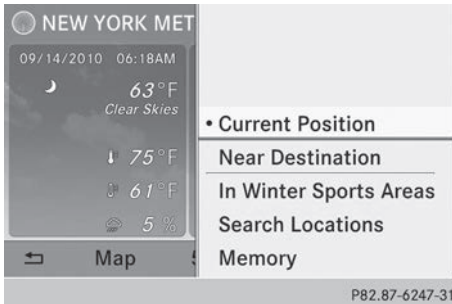 NEW YORK MET
09/14/2010 06:18AM
63°F
Clear Skies
75°F
61°F
5 %
Map
• Current Position
Near Destination
In Winter Sports Areas
Search Locations
Memory
P82.87-6247-31